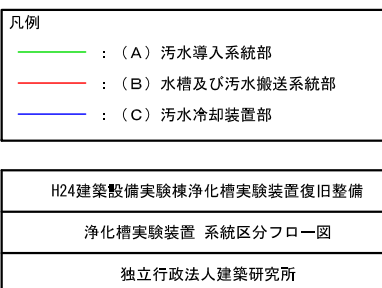 凡例
：（Ａ）汚水導入系統部
：（Ｂ）水槽及び汚水搬送系統部
：（Ｃ）汚水冷却装置部
H24建築設備実験棟浄化槽実験装置復旧整備
浄化槽実験装置 系統区分フロー図
独立行政法人建築研究所